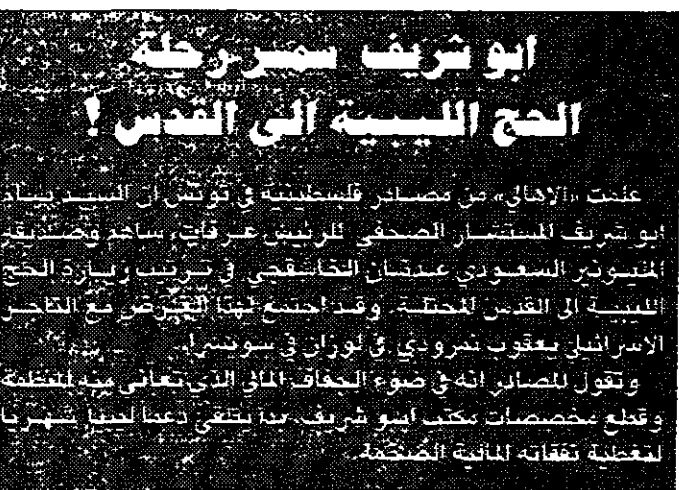 ابو شريف سمسر رحلة
الحج الليبية الى القدس !
علمت «الاهالي» من مصادر فلسطينية في تونس ان السيد بسام
ابو شريف المستشار الصحفي للرئيس عرفات، ساهم وصديقه
المليونير السعودي عدنان الخاشقجي في ترتيب زيارة الحج
الليبية الى القدس المحتلة. وقد اجتمع لهذا الغرض مع التاجر
الاسرائيلي يعقوب نمرودي في لوزان في سويسرا.
وتقول المصادر انه في ضوء الجفاف المالي الذي تعاني منه المنظمة
وقطع مخصصات مكتب ابو شريف، بدا يتلقى دعما ليبيا شهريا
لتغطية نفقاته المالية الضخمة.